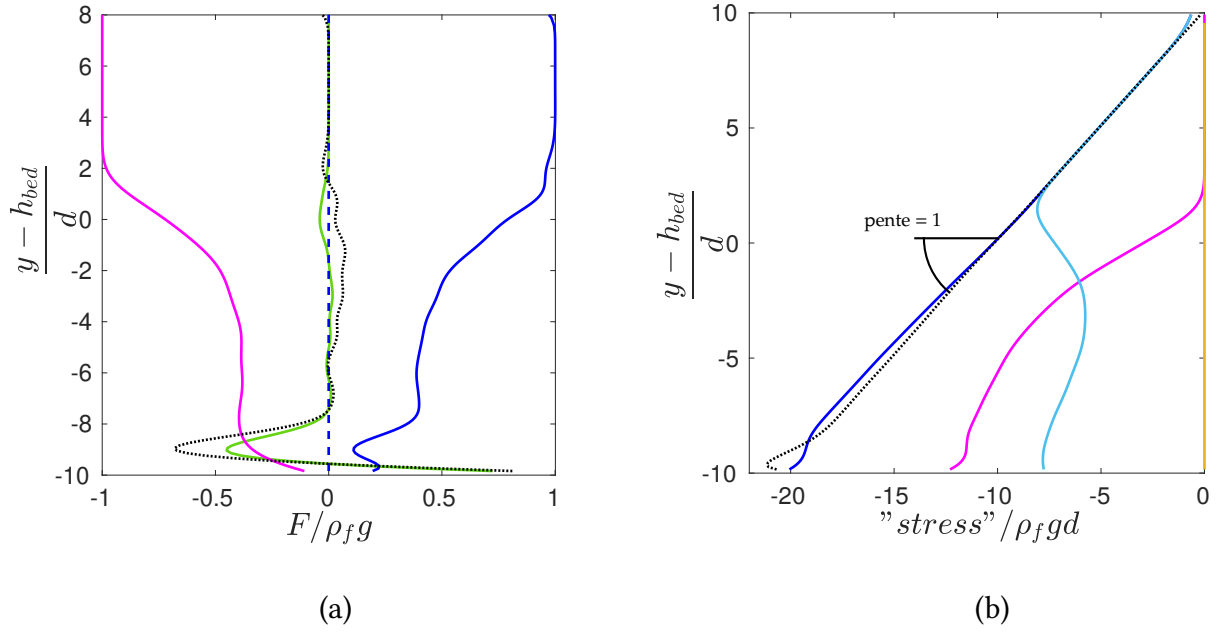 8
6
4
2
0
-2
-4
-6
-8
-10
y − h_bed
d
-1
-0.5
0
0.5
1
F/ρ_f g
(a)
10
5
0
-5
-10
y − h_bed
d
pente = 1
-20
-15
-10
-5
0
"stress"/ρ_f gd
(b)